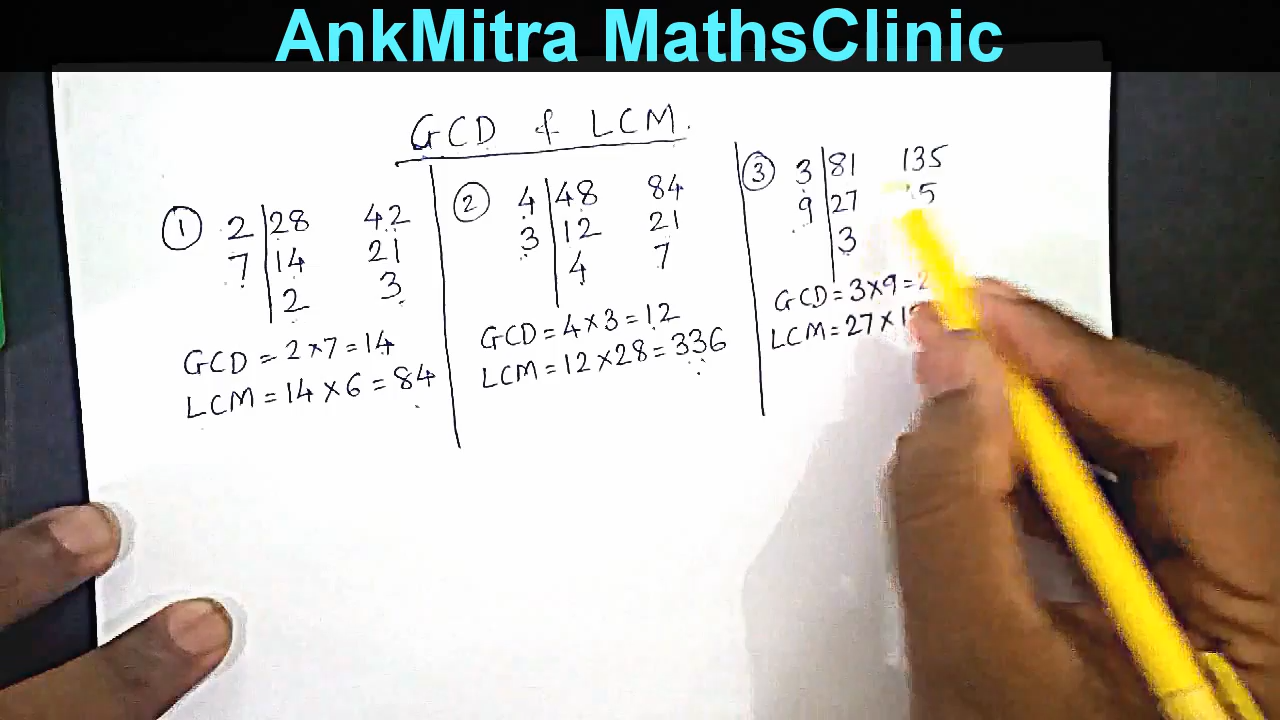 AnkMitra MathsClinic
GCD & LCM.
① 2 | 28 42
7 | 14 21
2 3
GCD = 2×7 = 14
LCM = 14 × 6 = 84
② 4 | 48 84
3 | 12 21
4 7
GCD = 4×3 = 12
LCM = 12 ×28 = 336
③ 3 | 81 135
9 | 27
3
GCD = 3×9 =
LCM = 27×